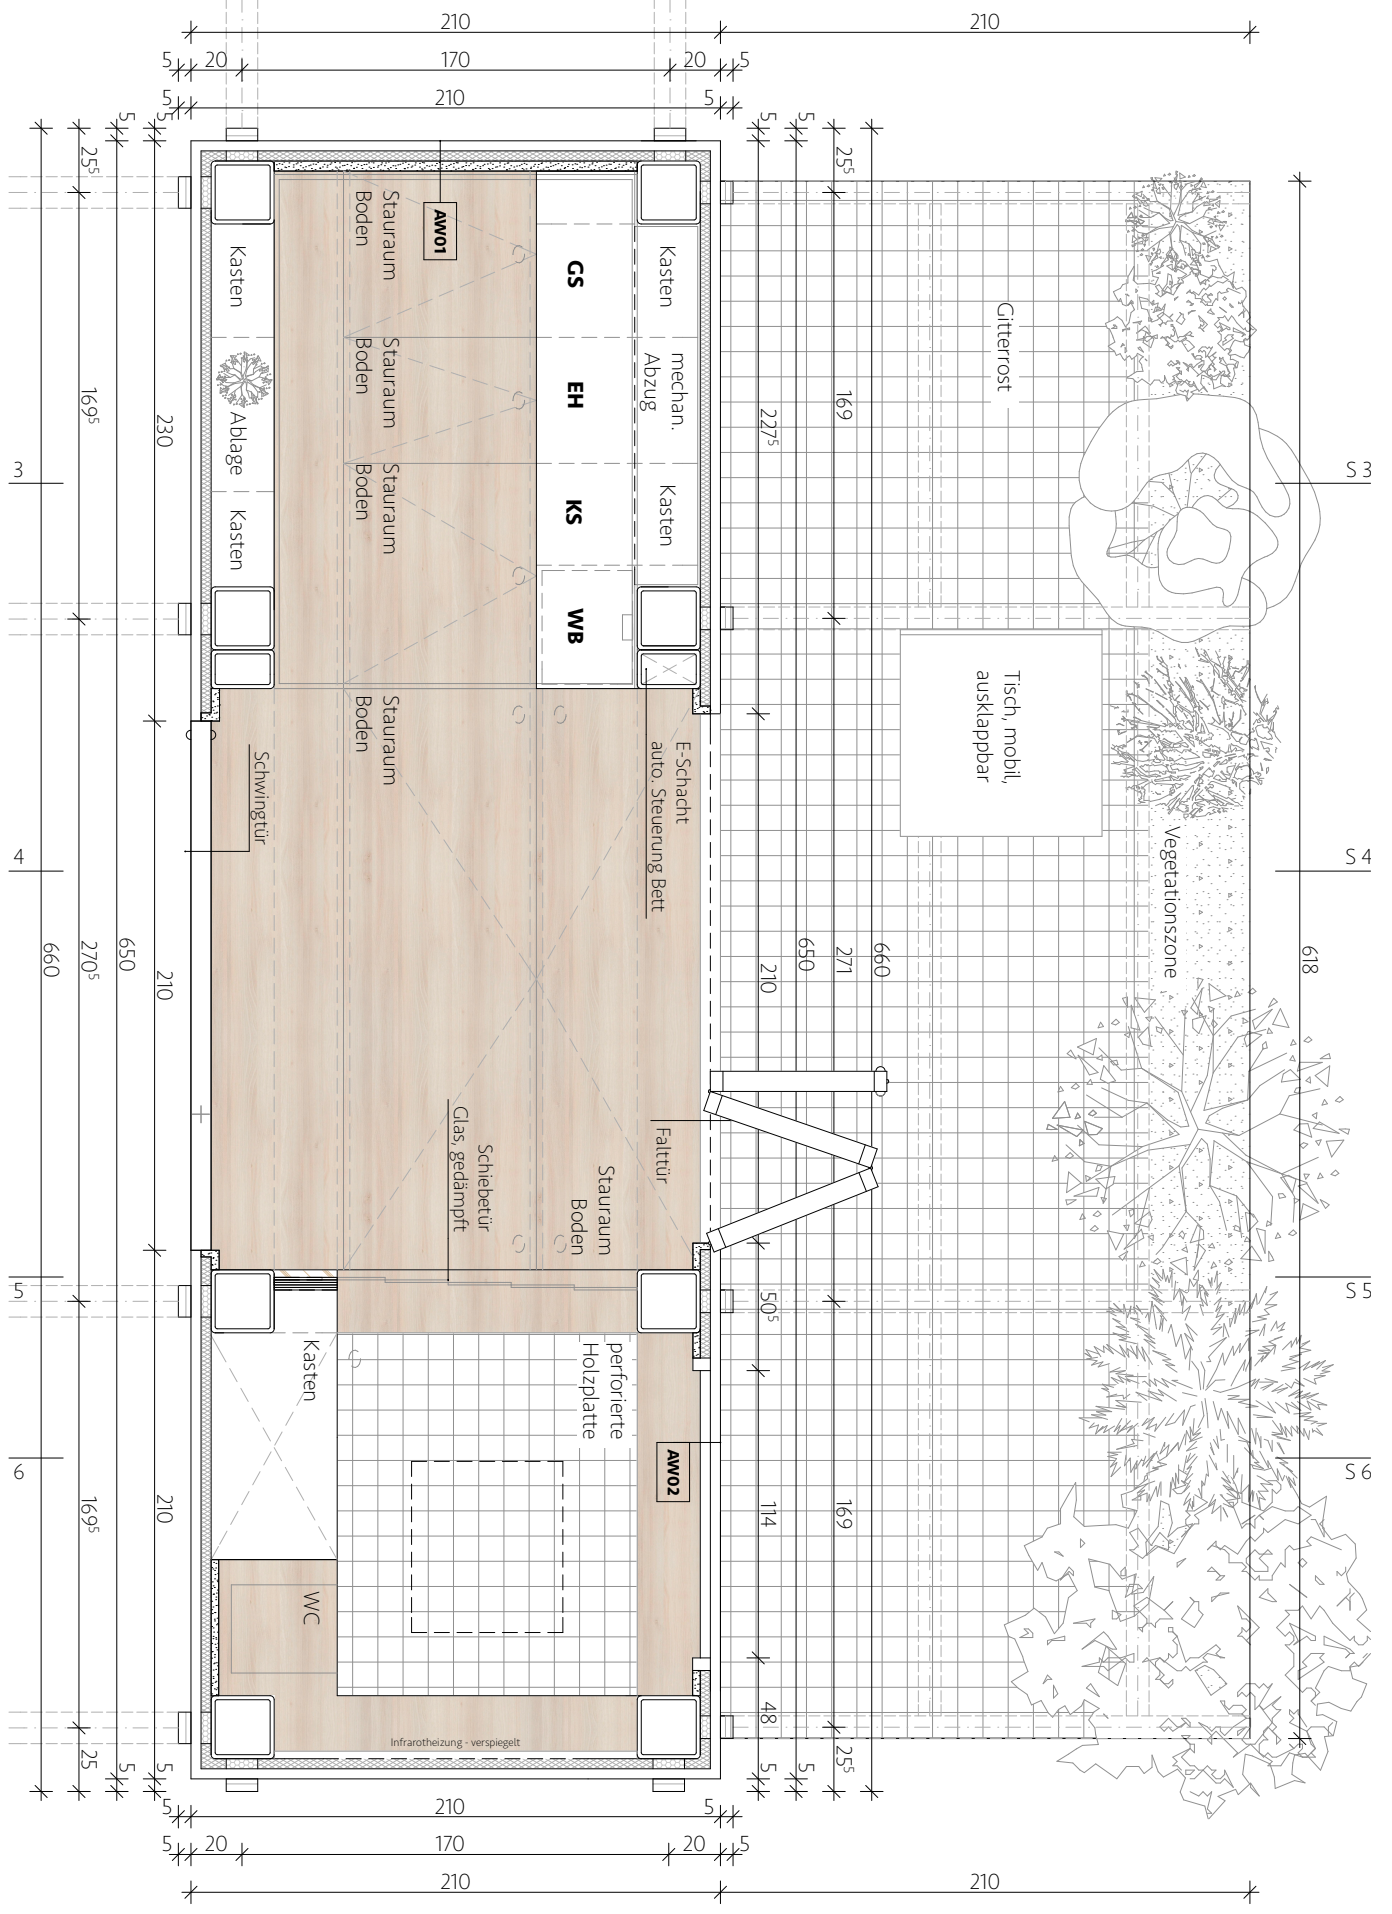 210
210
5
20
170
20
5
5
210
5
5
5
5
5
25⁵
25⁵
169⁵
230
227⁵
169
3
S 3
4
S 4
660
270⁵
650
210
210
650
271
660
618
5
S 5
50⁵
6
S 6
169⁵
210
114
169
48
25
5
5
5
5
25⁵
AW01
Stauraum
Boden
Kasten
GS
Kasten
Gitterrost
Stauraum
Boden
EH
mechan.
Abzug
Ablage
Stauraum
Boden
KS
Kasten
Kasten
WB
Stauraum
Boden
Tisch, mobil,
ausklappbar
Schwingtür
E-Schacht
auto. Steuerung Bett
Vegetationszone
Schiebetür
Glas, gedämpft
Stauraum
Boden
Falttür
Kasten
perforierte
Holzplatte
AW02
WC
Infrarotheizung - verspiegelt
5
210
5
5
20
170
20
5
210
210